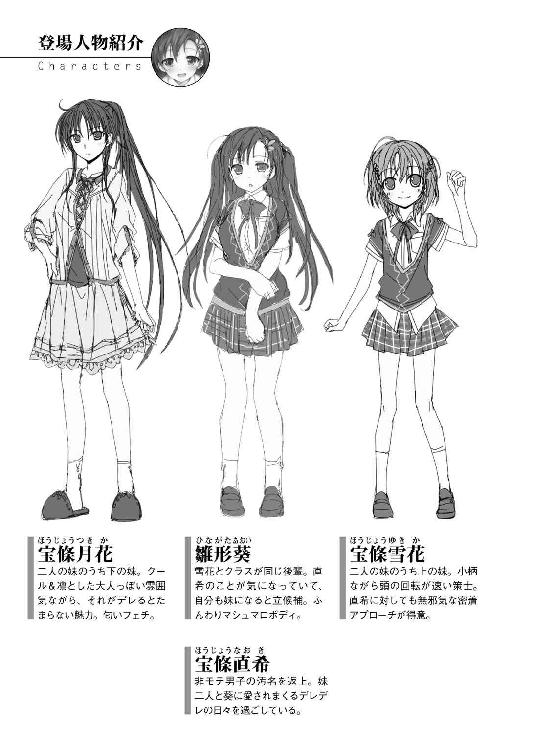 登場人物紹介
Characters
ほうじょうつきか
宝條月花
二人の妹のうち下の妹。クー
ル&凛とした大人っぽい雰囲
気ながら、それがデレるとた
まらない魅力。匂いフェチ。
ひながたあおい
雛形葵
雪花とクラスが同じ後輩。直
希のことが気になっていて、
自分も妹になると立候補。ふ
んわりマシュマロボディ。
ほうじょうゆきか
宝條雪花
二人の妹のうち上の妹。小柄
ながら頭の回転が速い策士。
直希に対しても無邪気な密着
アプローチが得意。
ほうじょうなおき
宝條直希
非モテ男子の汚名を返上。妹
二人と葵に愛されまくるデレデ
レの日々を過ごしている。